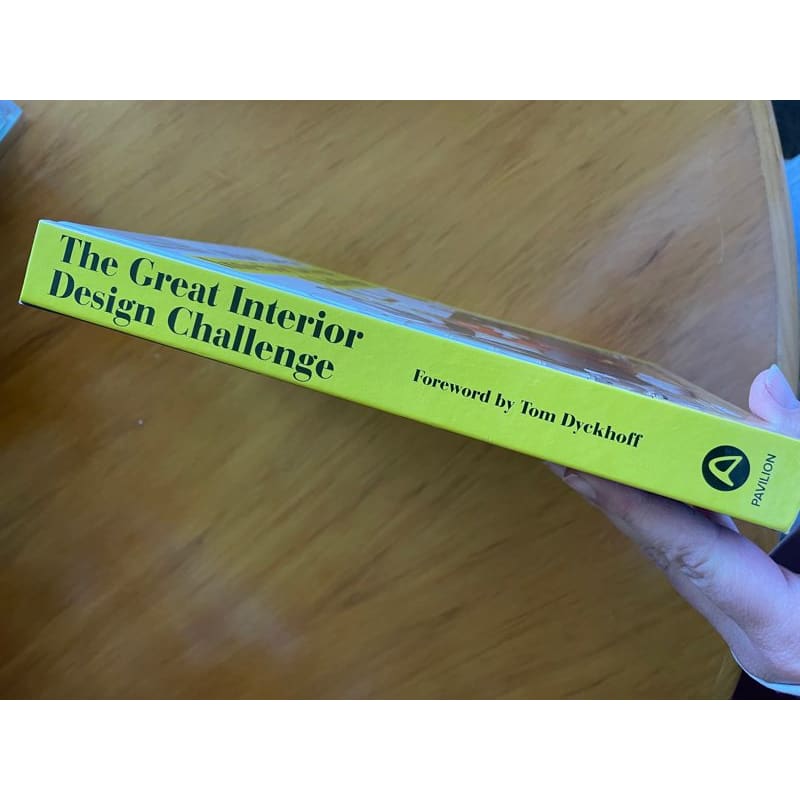 The Great Interior
Design Challenge
Foreword by Tom Dyckhoff
PAVILION